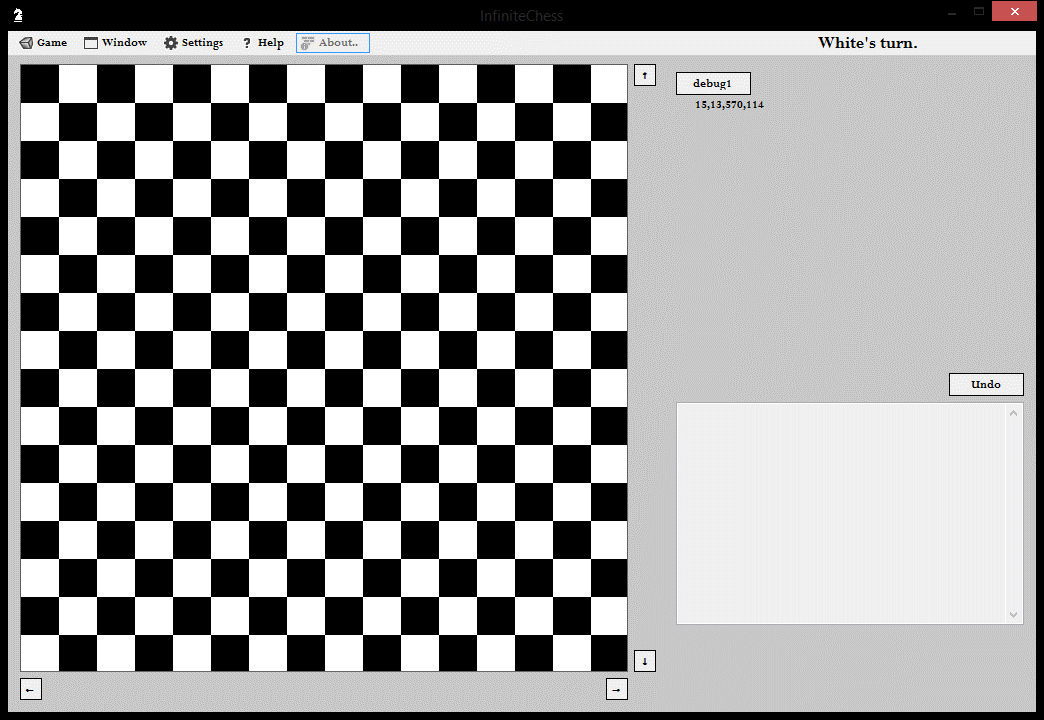 InfiniteChess
Game Window Settings ? Help About.. White's turn.
↑ debug1
15,13,570,114
Undo
↓
← →